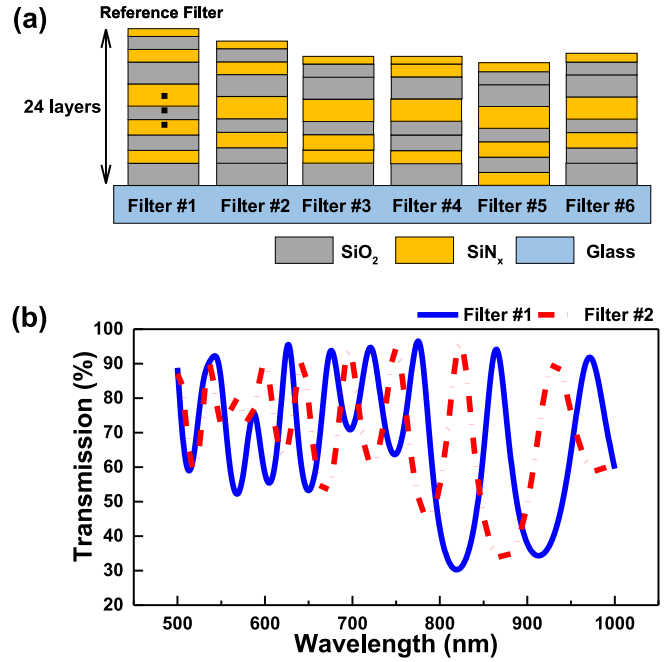 (a)
Reference Filter
24 layers
Filter #1 Filter #2 Filter #3 Filter #4 Filter #5 Filter #6
SiO₂ SiNₓ Glass
(b)
Filter #1 Filter #2
Transmission (%)
100
90
80
70
60
50
40
30
20
500 600 700 800 900 1000
Wavelength (nm)